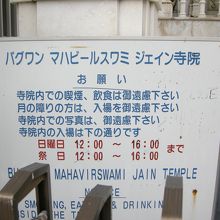 バグワン マハビールスワミ ジェイン寺院
お 願 い
寺院内での喫煙、飲食は御遠慮下さい
月の障りの方は、入場を御遠慮下さい
寺院内での写真は、御遠慮下さい
寺院内の入場は下の通りです
日曜日 12:00 〜 16:00 まで
祭 日 12:00 〜 16:00
MAHAVIRSWAMI JAIN TEMPLE
SMOKING, EATING & DRINKING